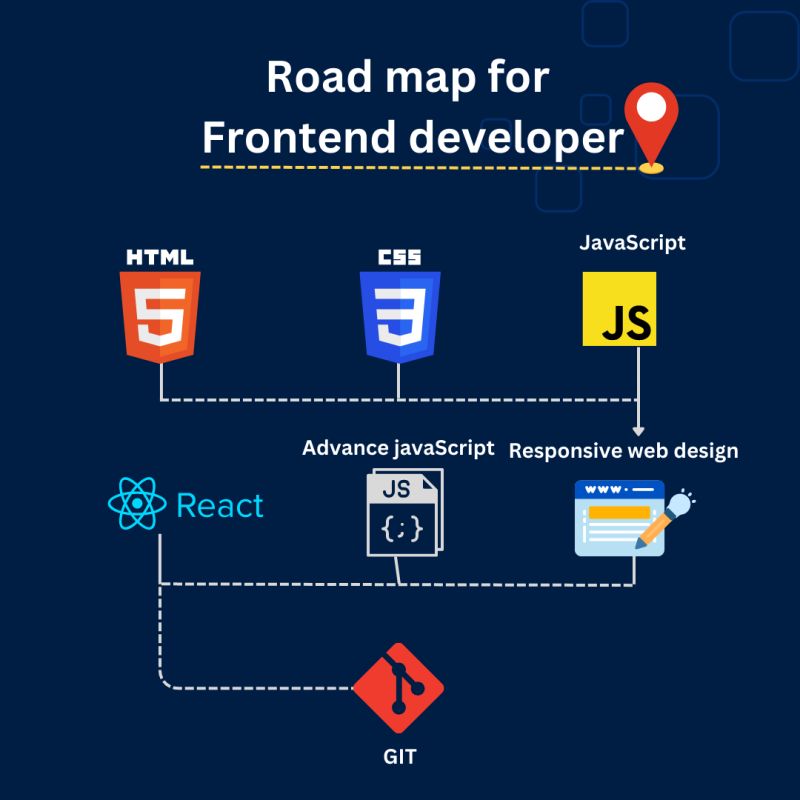 Road map for
Frontend developer
HTML
CSS
JavaScript
5
3
JS
Advance javaScript
Responsive web design
React
JS
{;}
WWW
GIT